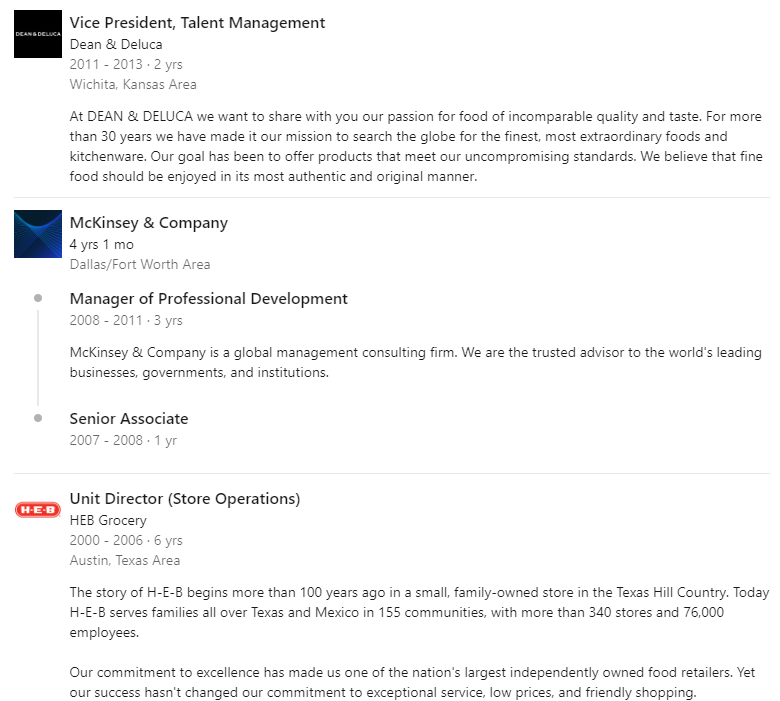 DEAN & DELUCA
Vice President, Talent Management
Dean & Deluca
2011 - 2013 · 2 yrs
Wichita, Kansas Area
At DEAN & DELUCA we want to share with you our passion for food of incomparable quality and taste. For more
than 30 years we have made it our mission to search the globe for the finest, most extraordinary foods and
kitchenware. Our goal has been to offer products that meet our uncompromising standards. We believe that fine
food should be enjoyed in its most authentic and original manner.
McKinsey & Company
4 yrs 1 mo
Dallas/Fort Worth Area
Manager of Professional Development
2008 - 2011 · 3 yrs
McKinsey & Company is a global management consulting firm. We are the trusted advisor to the world's leading
businesses, governments, and institutions.
Senior Associate
2007 - 2008 · 1 yr
H-E-B
Unit Director (Store Operations)
HEB Grocery
2000 - 2006 · 6 yrs
Austin, Texas Area
The story of H-E-B begins more than 100 years ago in a small, family-owned store in the Texas Hill Country. Today
H-E-B serves families all over Texas and Mexico in 155 communities, with more than 340 stores and 76,000
employees.
Our commitment to excellence has made us one of the nation's largest independently owned food retailers. Yet
our success hasn't changed our commitment to exceptional service, low prices, and friendly shopping.